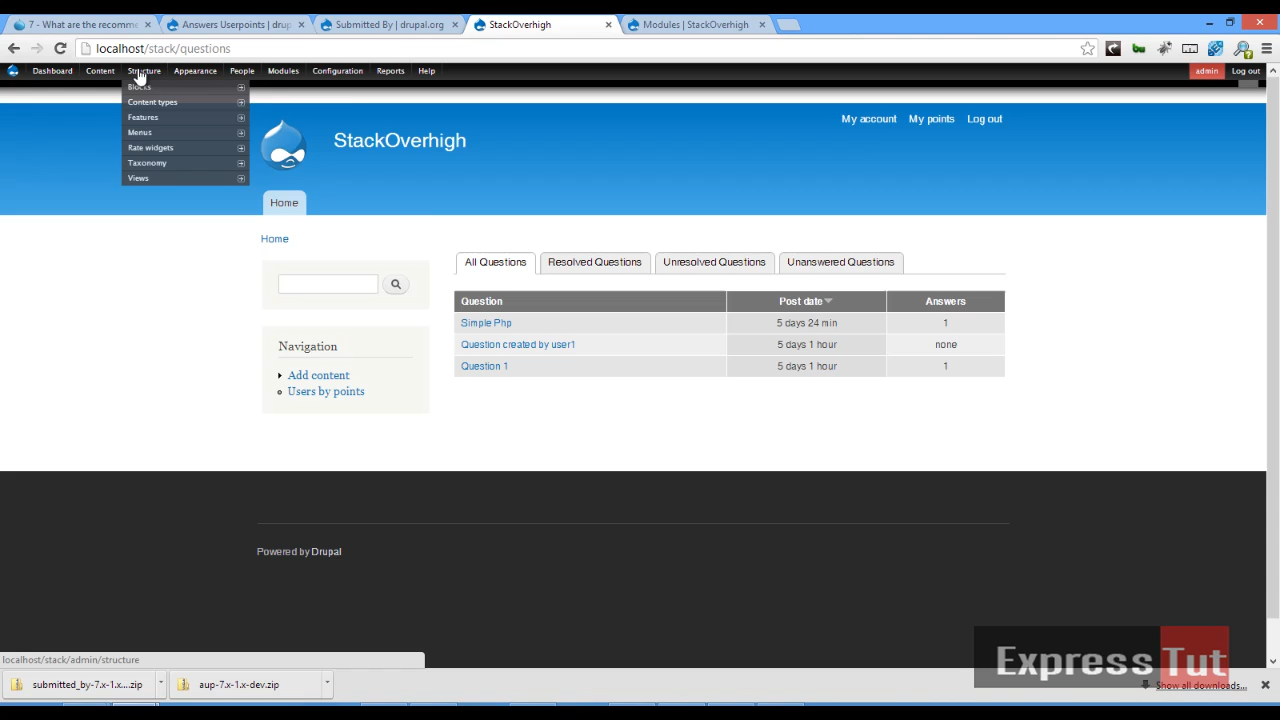 7 - What are the recomme
Answers Userpoints | drup
Submitted By | drupal.org
StackOverhigh
Modules | StackOverhigh
localhost/stack/questions
Dashboard Content Structure Appearance People Modules Configuration Reports Help admin Log out
Blocks
Content types
Features
Menus
Rate widgets
Taxonomy
Views
My account My points Log out
StackOverhigh
Home
Home
All Questions Resolved Questions Unresolved Questions Unanswered Questions
Question Post date Answers
Simple Php 5 days 24 min 1
Question created by user1 5 days 1 hour none
Question 1 5 days 1 hour 1
Navigation
Add content
Users by points
Powered by Drupal
localhost/stack/admin/structure
submitted_by-7.x-1.x....zip
aup-7.x-1.x-dev.zip
Show all downloads...
Express Tut